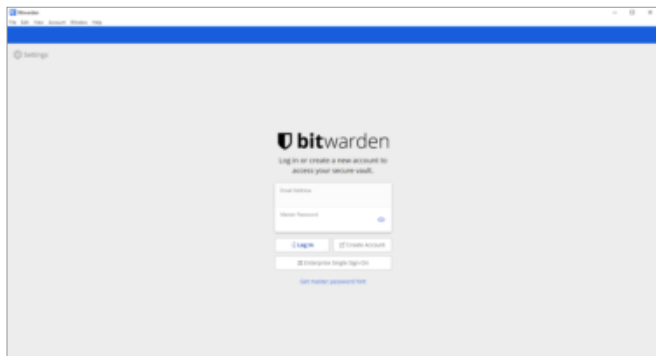 Bitwarden
File Edit View Account Window Help
Settings
bitwarden
Log in or create a new account to
access your secure vault.
Email Address
Master Password
Log In Create Account
Enterprise Single Sign-On
Get master password hint